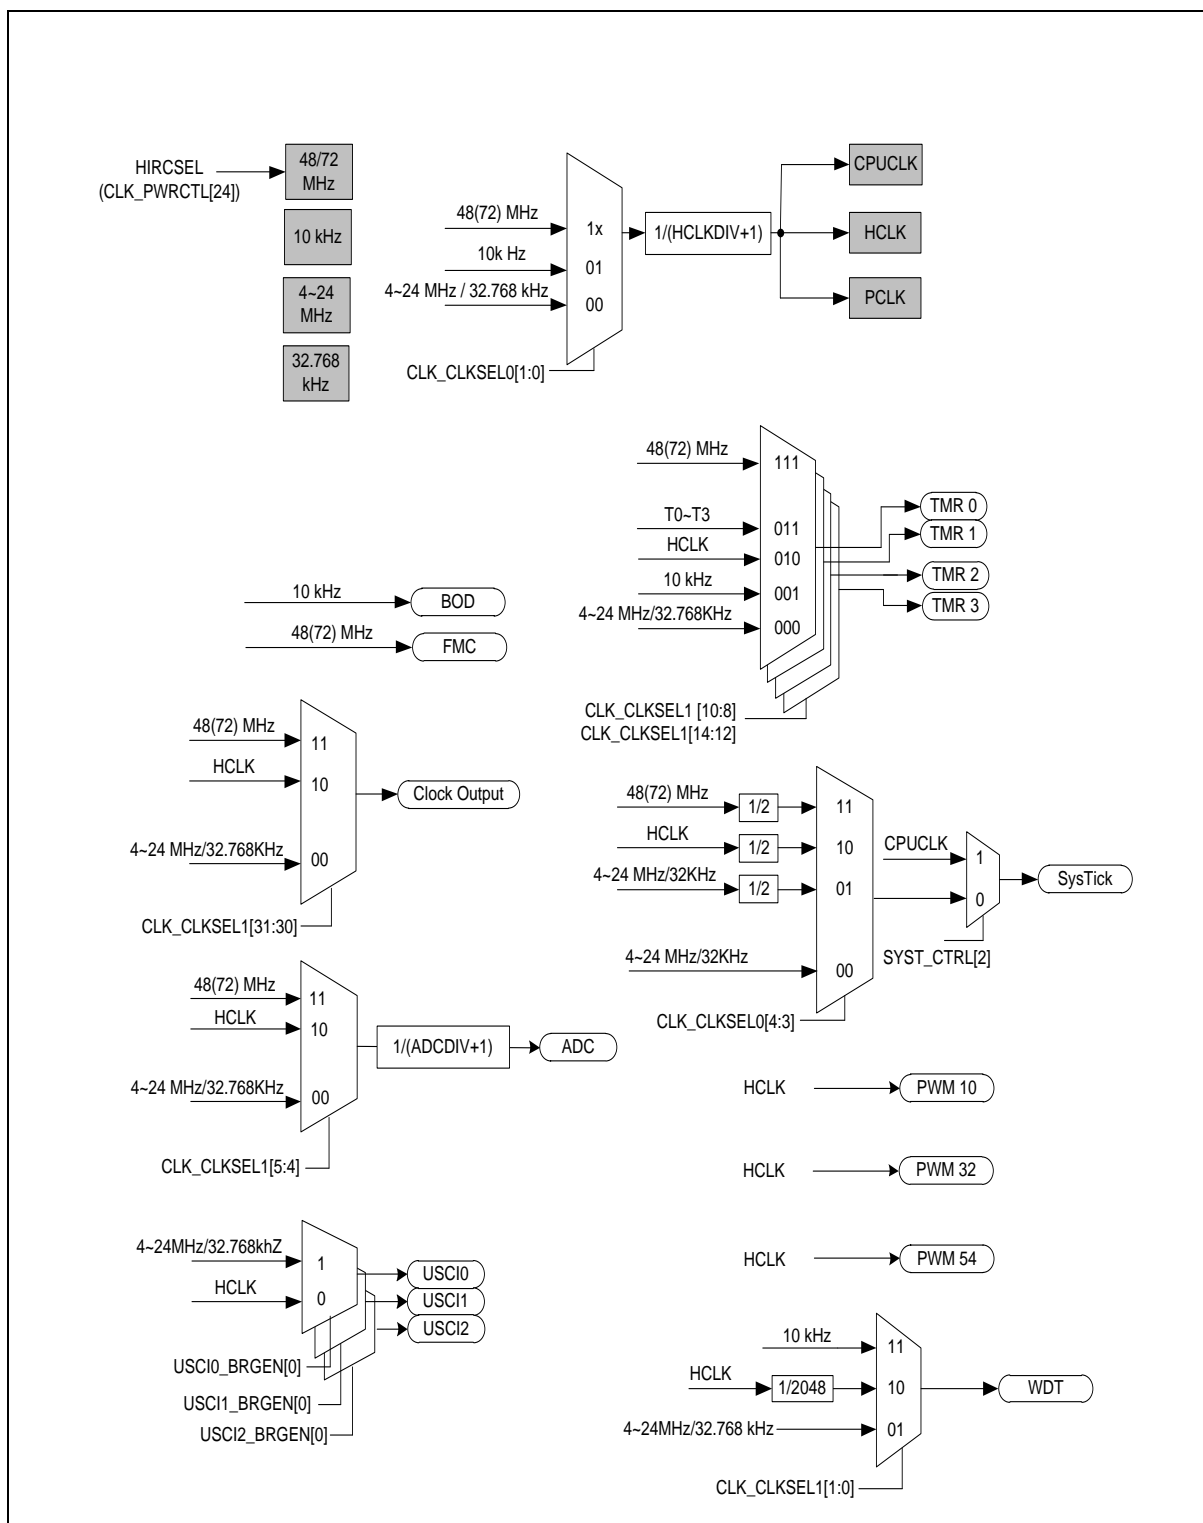 HIRCSEL
(CLK_PWRCTL[24])
48/72
MHz
10 kHz
4~24
MHz
32.768
kHz
48(72) MHz
10k Hz
4~24 MHz / 32.768 kHz
1x
01
00
CLK_CLKSEL0[1:0]
1/(HCLKDIV+1)
CPUCLK
HCLK
PCLK
48(72) MHz
T0~T3
HCLK
10 kHz
4~24 MHz/32.768KHz
111
011
010
001
000
TMR 0
TMR 1
TMR 2
TMR 3
CLK_CLKSEL1 [10:8]
CLK_CLKSEL1[14:12]
10 kHz
BOD
48(72) MHz
FMC
48(72) MHz
HCLK
4~24 MHz/32.768KHz
11
10
00
Clock Output
CLK_CLKSEL1[31:30]
48(72) MHz
HCLK
4~24 MHz/32KHz
4~24 MHz/32KHz
1/2
1/2
1/2
11
10
01
00
CLK_CLKSEL0[4:3]
CPUCLK
1
0
SYST_CTRL[2]
SysTick
48(72) MHz
HCLK
4~24 MHz/32.768KHz
11
10
00
1/(ADCDIV+1)
ADC
CLK_CLKSEL1[5:4]
HCLK
PWM 10
HCLK
PWM 32
HCLK
PWM 54
4~24MHz/32.768khZ
HCLK
1
0
USCI0
USCI1
USCI2
USCI0_BRGEN[0]
USCI1_BRGEN[0]
USCI2_BRGEN[0]
10 kHz
HCLK
1/2048
4~24MHz/32.768 kHz
11
10
01
WDT
CLK_CLKSEL1[1:0]